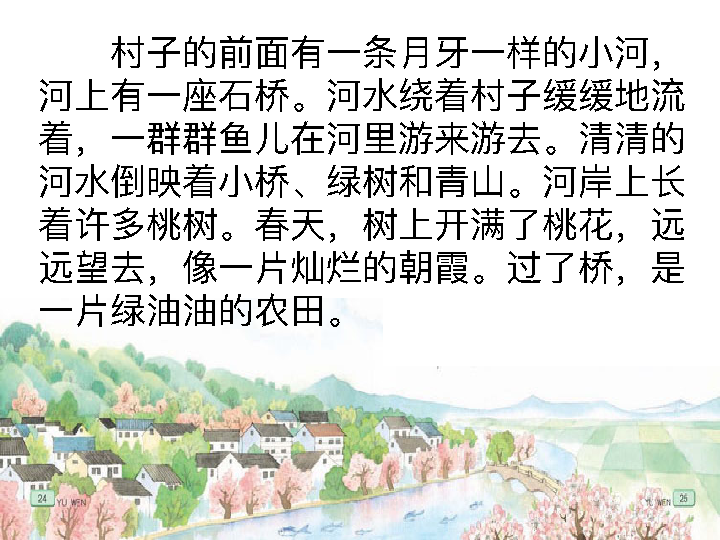 村子的前面有一条月牙一样的小河，
河上有一座石桥。河水绕着村子缓缓地流
着，一群群鱼儿在河里游来游去。清清的
河水倒映着小桥、绿树和青山。河岸上长
着许多桃树。春天，树上开满了桃花，远
远望去，像一片灿烂的朝霞。过了桥，是
一片绿油油的农田。
24 YU WEN YU WEN 25